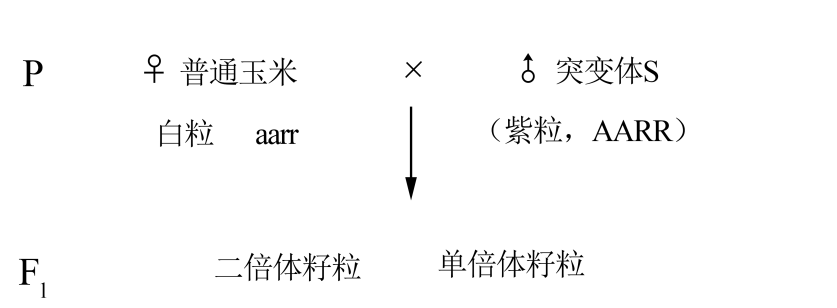 P ♀ 普通玉米 × ♂ 突变体S
白粒 aarr （紫粒，AARR）
F1 二倍体籽粒 单倍体籽粒